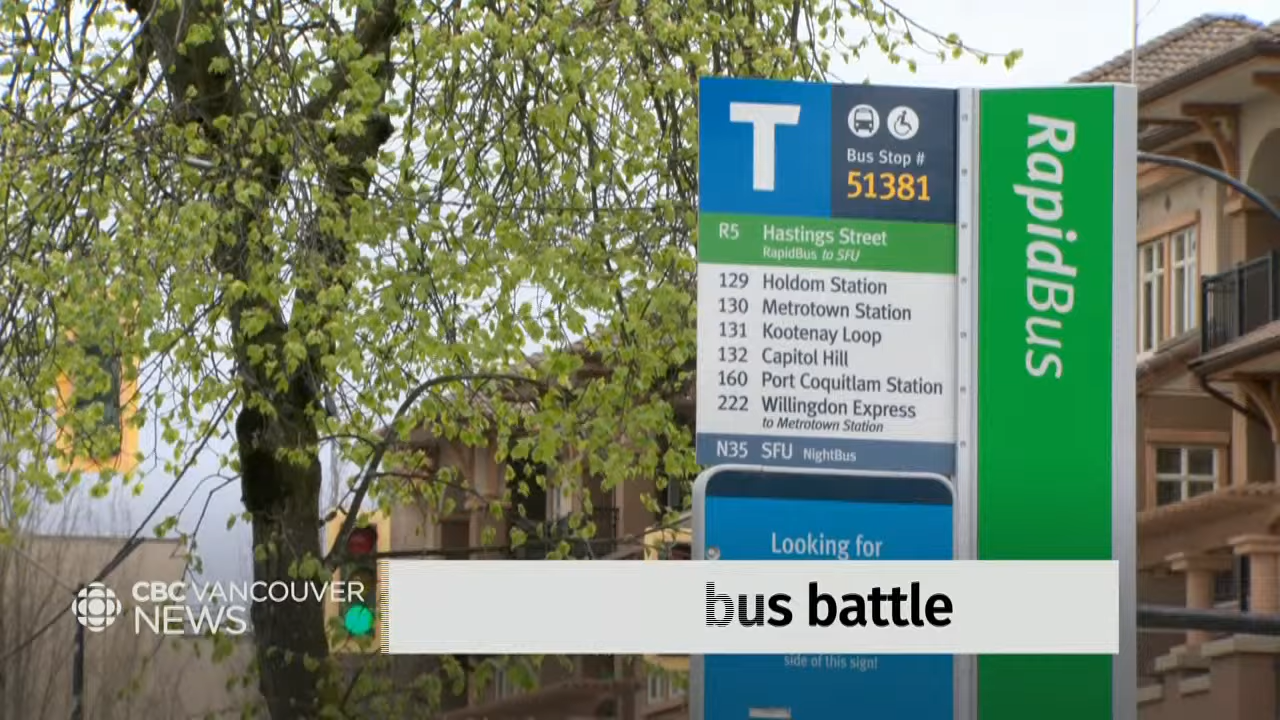 T
Bus Stop #
51381
R5 Hastings Street
RapidBus to SFU
129 Holdom Station
130 Metrotown Station
131 Kootenay Loop
132 Capitol Hill
160 Port Coquitlam Station
222 Willingdon Express
to Metrotown Station
N35 SFU NightBus
Looking for
side of this sign!
RapidBus
CBC VANCOUVER
NEWS
bus battle